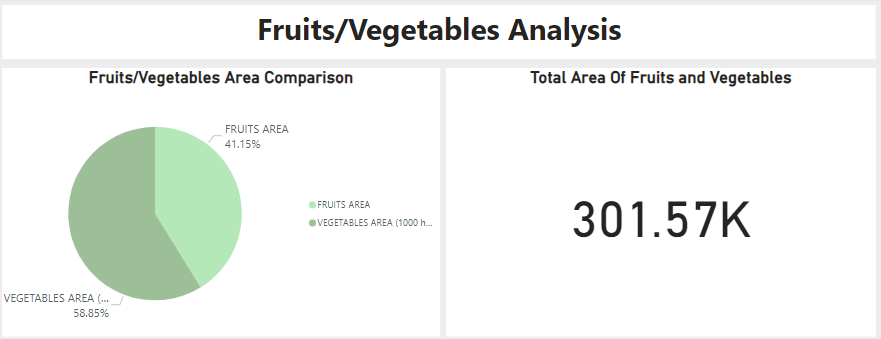 Fruits/Vegetables Analysis
Fruits/Vegetables Area Comparison
FRUITS AREA
41.15%
FRUITS AREA
VEGETABLES AREA (1000 h...
VEGETABLES AREA (...
58.85%
Total Area Of Fruits and Vegetables
301.57K